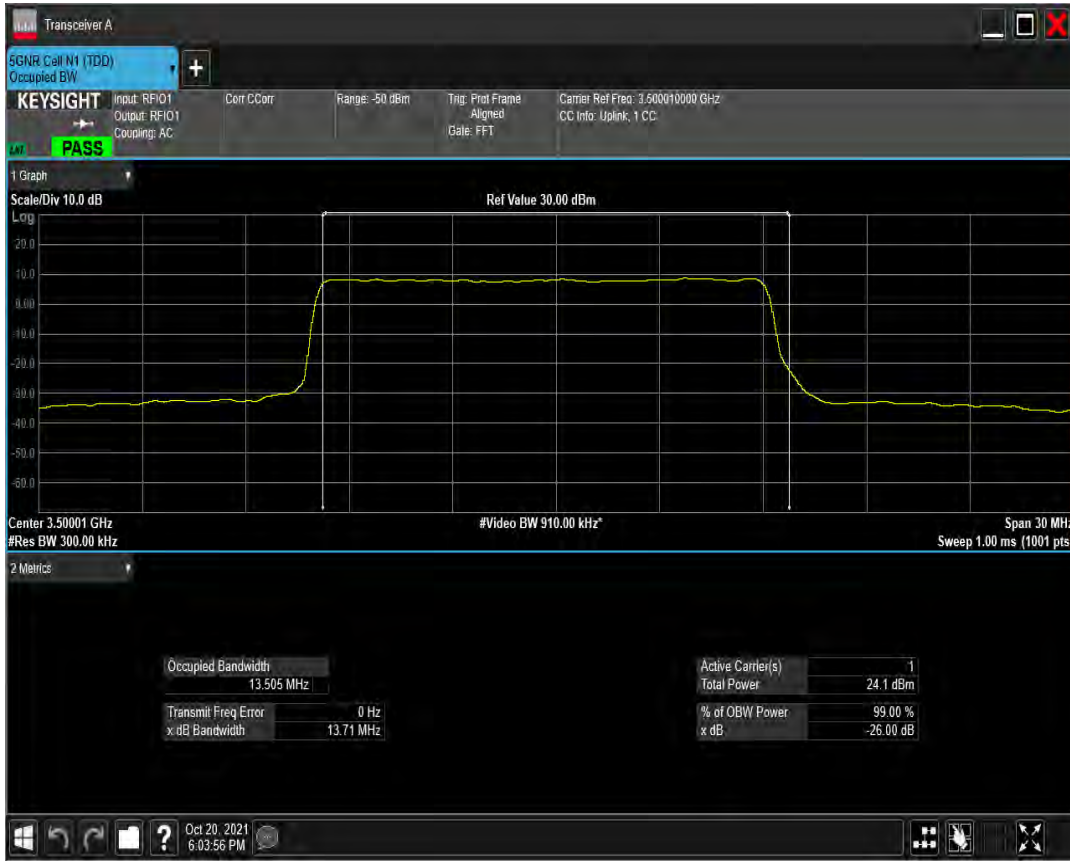 Transceiver A
5GNR Cell N1 (TDD)
Occupied BW
+
KEYSIGHT
Input: RFIO1
Output: RFIO1
Coupling: AC
Corr CCorr
Range: -50 dBm
Trig: Prot Frame
Aligned
Gate: FFT
Carrier Ref Freq: 3.500010000 GHz
CC Info: Uplink, 1 CC
PASS
1 Graph
Scale/Div 10.0 dB
Ref Value 30.00 dBm
Log
20.0
10.0
0.00
-10.0
-20.0
-30.0
-40.0
-50.0
-60.0
Center 3.50001 GHz
#Video BW 910.00 kHz*
Span 30 MHz
#Res BW 300.00 kHz
Sweep 1.00 ms (1001 pts
2 Metrics
Occupied Bandwidth
13.505 MHz
Transmit Freq Error 0 Hz
x dB Bandwidth 13.71 MHz
Active Carrier(s) 1
Total Power 24.1 dBm
% of OBW Power 99.00 %
x dB -26.00 dB
?
Oct 20, 2021
6:03:56 PM